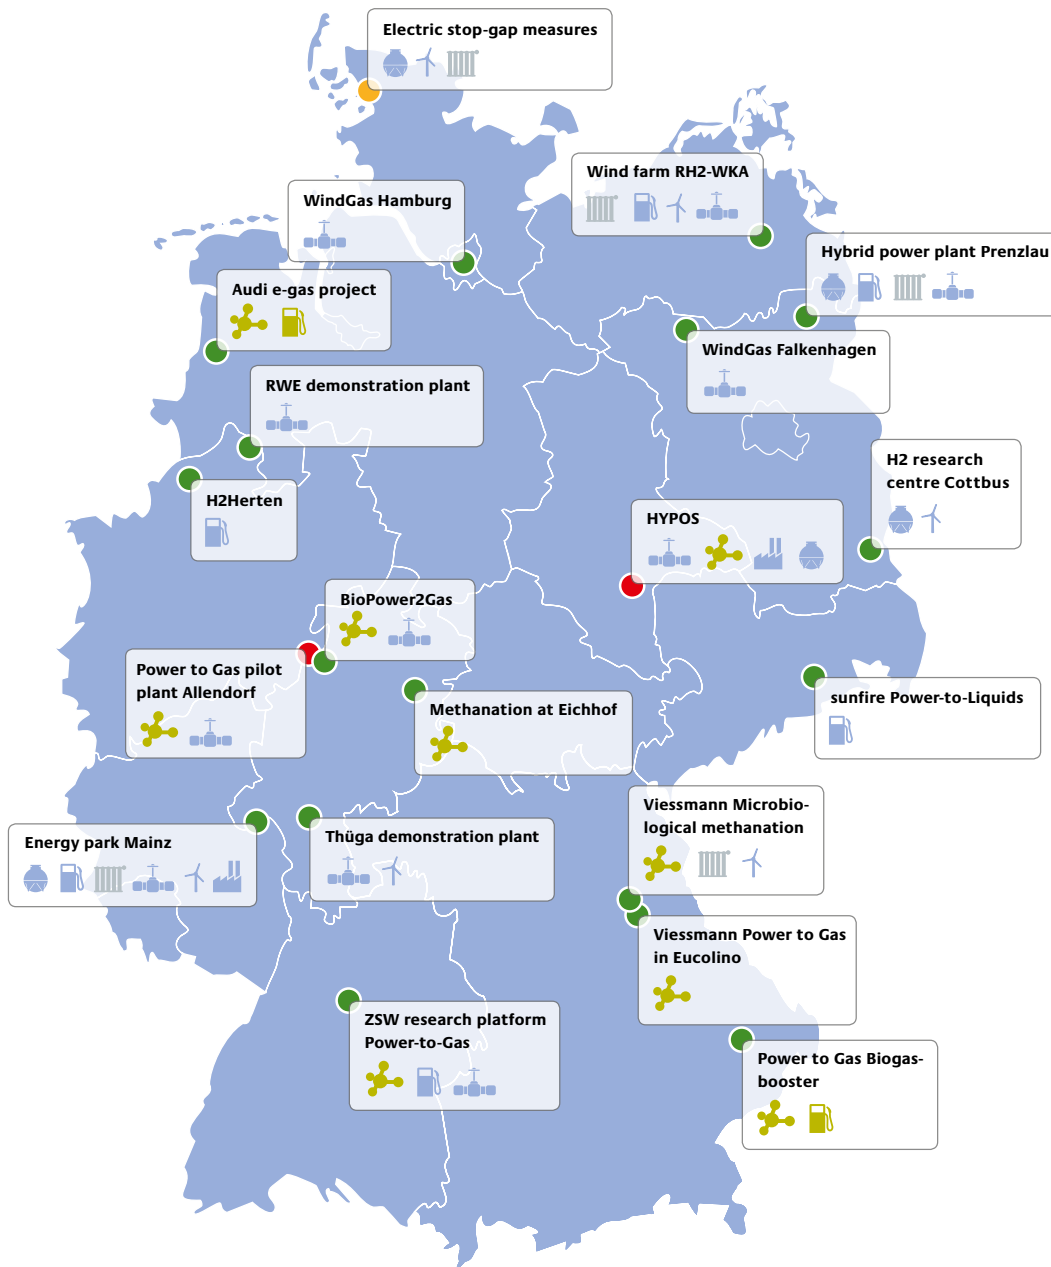 Electric stop-gap measures
Wind farm RH2-WKA
WindGas Hamburg
Hybrid power plant Prenzlau
Audi e-gas project
WindGas Falkenhagen
RWE demonstration plant
H2 research
centre Cottbus
H2Herten
HYPOS
BioPower2Gas
Power to Gas pilot
plant Allendorf
Methanation at Eichhof
sunfire Power-to-Liquids
Viessmann Microbio-
logical methanation
Energy park Mainz
Thüga demonstration plant
Viessmann Power to Gas
in Eucolino
ZSW research platform
Power-to-Gas
Power to Gas Biogas-
booster